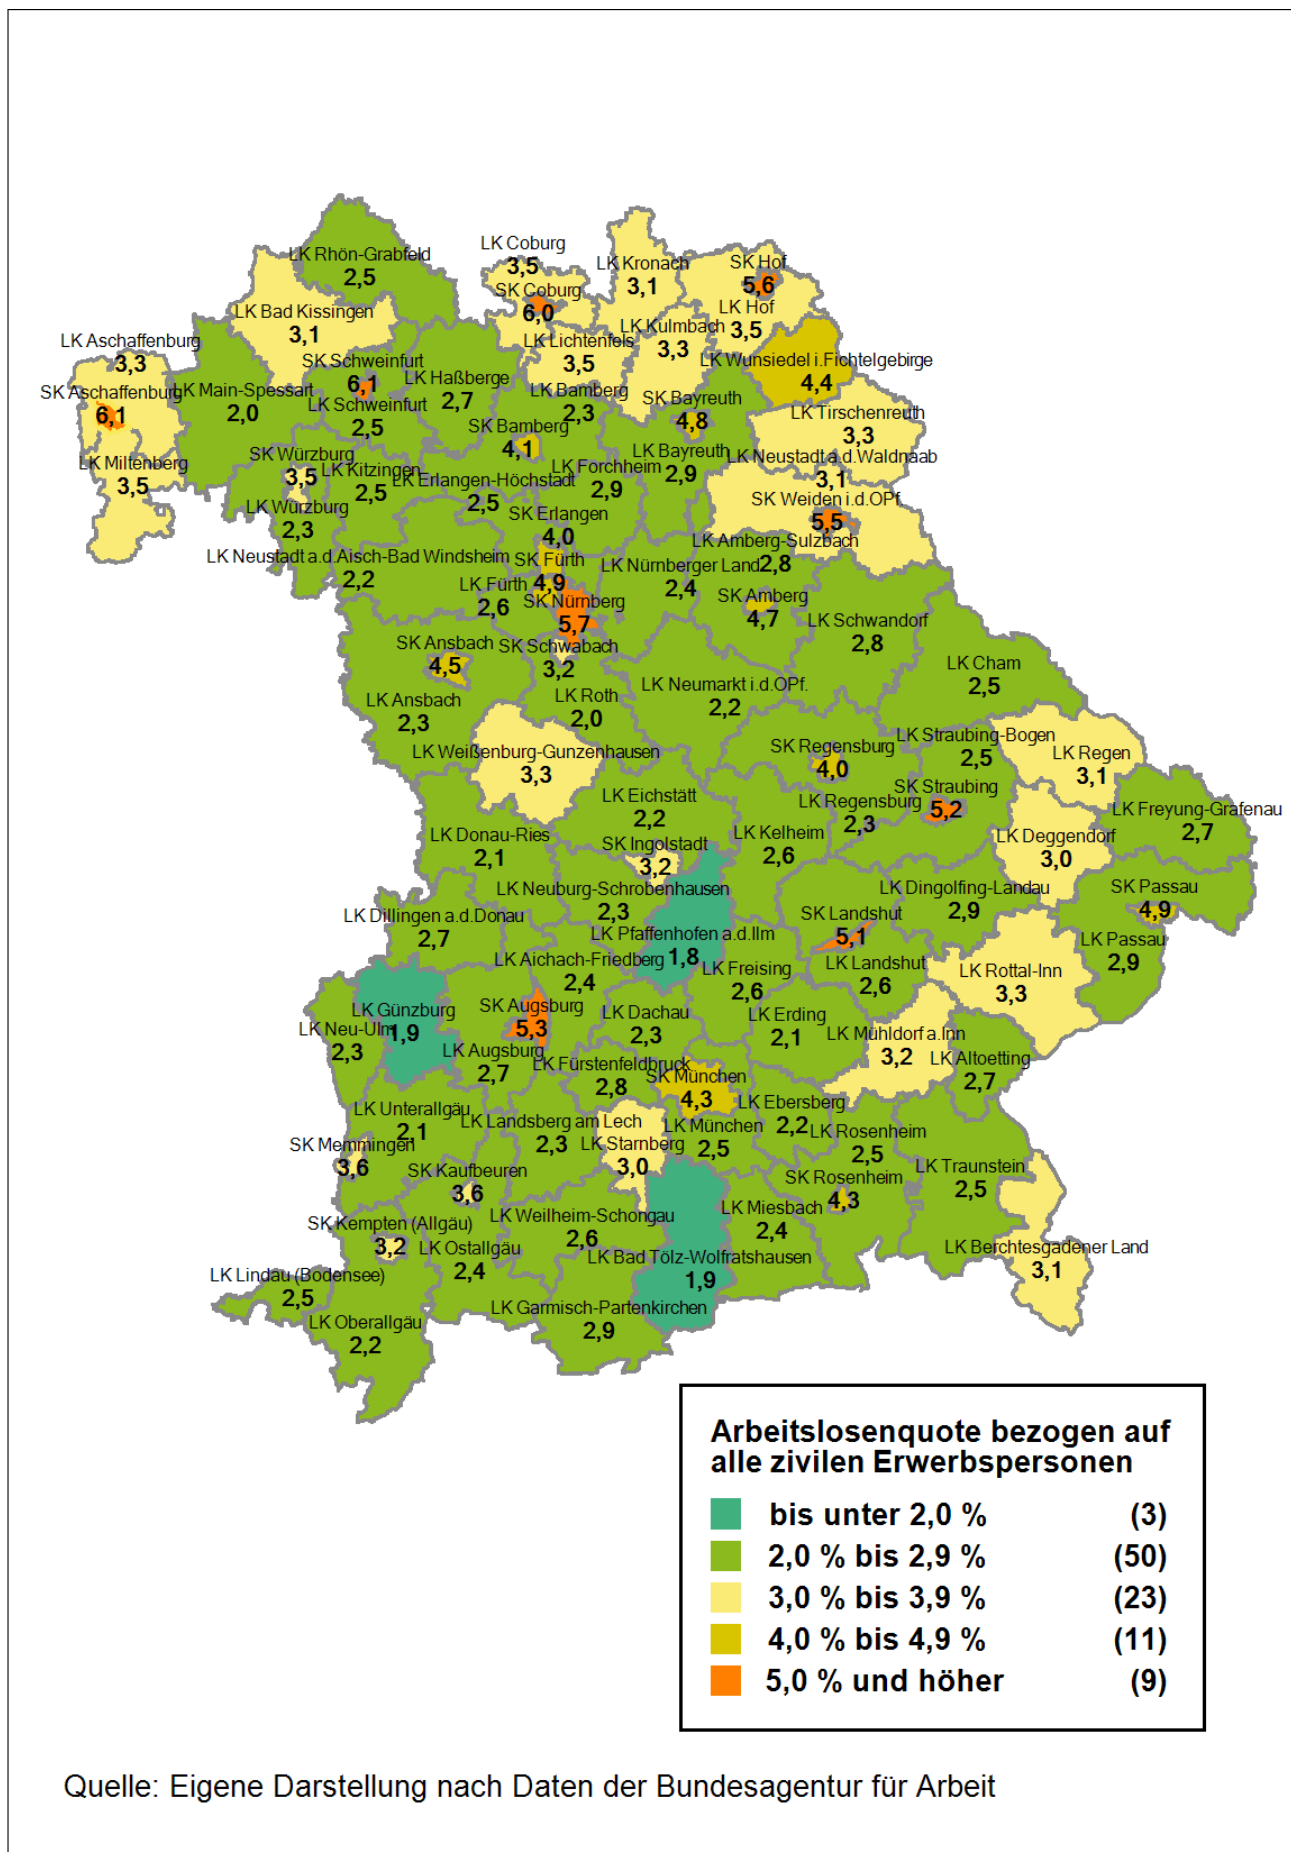 LK Rhön-Grabfeld
2,5
LK Coburg
3,5
SK Coburg
6,0
LK Kronach
3,1
SK Hof
5,6
LK Hof
3,5
LK Bad Kissingen
3,1
LK Lichtenfels
3,5
LK Kulmbach
3,3
LK Wunsiedel i.Fichtelgebirge
4,4
LK Aschaffenburg
3,3
SK Aschaffenburg
6,1
LK Main-Spessart
2,0
SK Schweinfurt
6,1
LK Schweinfurt
2,5
LK Haßberge
2,7
LK Bamberg
2,3
SK Bamberg
4,1
SK Bayreuth
4,8
LK Bayreuth
2,9
LK Tirschenreuth
3,3
LK Neustadt a.d.Waldnaab
3,1
SK Weiden i.d.OPf.
5,5
LK Miltenberg
3,5
SK Würzburg
3,5
LK Würzburg
2,3
LK Kitzingen
2,5
LK Erlangen-Höchstadt
2,5
LK Forchheim
2,9
SK Erlangen
4,0
LK Neustadt a.d.Aisch-Bad Windsheim
2,2
SK Fürth
4,9
LK Fürth
2,6
SK Nürnberg
5,7
LK Nürnberger Land
2,4
LK Amberg-Sulzbach
2,8
SK Amberg
4,7
LK Schwandorf
2,8
SK Ansbach
4,5
LK Ansbach
2,3
SK Schwabach
3,2
LK Roth
2,0
LK Neumarkt i.d.OPf.
2,2
LK Cham
2,5
LK Weißenburg-Gunzenhausen
3,3
SK Regensburg
4,0
LK Regensburg
2,3
LK Straubing-Bogen
2,5
SK Straubing
5,2
LK Regen
3,1
LK Freyung-Grafenau
2,7
LK Deggendorf
3,0
LK Eichstätt
2,2
LK Donau-Ries
2,1
SK Ingolstadt
3,2
LK Kelheim
2,6
LK Neuburg-Schrobenhausen
2,3
LK Dingolfing-Landau
2,9
SK Passau
4,9
LK Passau
2,9
LK Dillingen a.d.Donau
2,7
LK Pfaffenhofen a.d.Ilm
1,8
SK Landshut
5,1
LK Landshut
2,6
LK Rottal-Inn
3,3
LK Aichach-Friedberg
2,4
LK Freising
2,6
LK Günzburg
1,9
LK Neu-Ulm
2,3
SK Augsburg
5,3
LK Augsburg
2,7
LK Dachau
2,3
LK Erding
2,1
LK Mühldorf a.Inn
3,2
LK Altoetting
2,7
LK Fürstenfeldbruck
2,8
SK München
4,3
LK München
2,5
LK Ebersberg
2,2
LK Unterallgäu
2,1
SK Memmingen
3,6
LK Landsberg am Lech
2,3
LK Starnberg
3,0
LK Rosenheim
2,5
SK Rosenheim
4,3
LK Traunstein
2,5
SK Kaufbeuren
3,6
LK Weilheim-Schongau
2,6
LK Miesbach
2,4
SK Kempten (Allgäu)
3,2
LK Ostallgäu
2,4
LK Bad Tölz-Wolfratshausen
1,9
LK Berchtesgadener Land
3,1
LK Lindau (Bodensee)
2,5
LK Oberallgäu
2,2
LK Garmisch-Partenkirchen
2,9
Arbeitslosenquote bezogen auf
alle zivilen Erwerbspersonen
bis unter 2,0 % (3)
2,0 % bis 2,9 % (50)
3,0 % bis 3,9 % (23)
4,0 % bis 4,9 % (11)
5,0 % und höher (9)
Quelle: Eigene Darstellung nach Daten der Bundesagentur für Arbeit